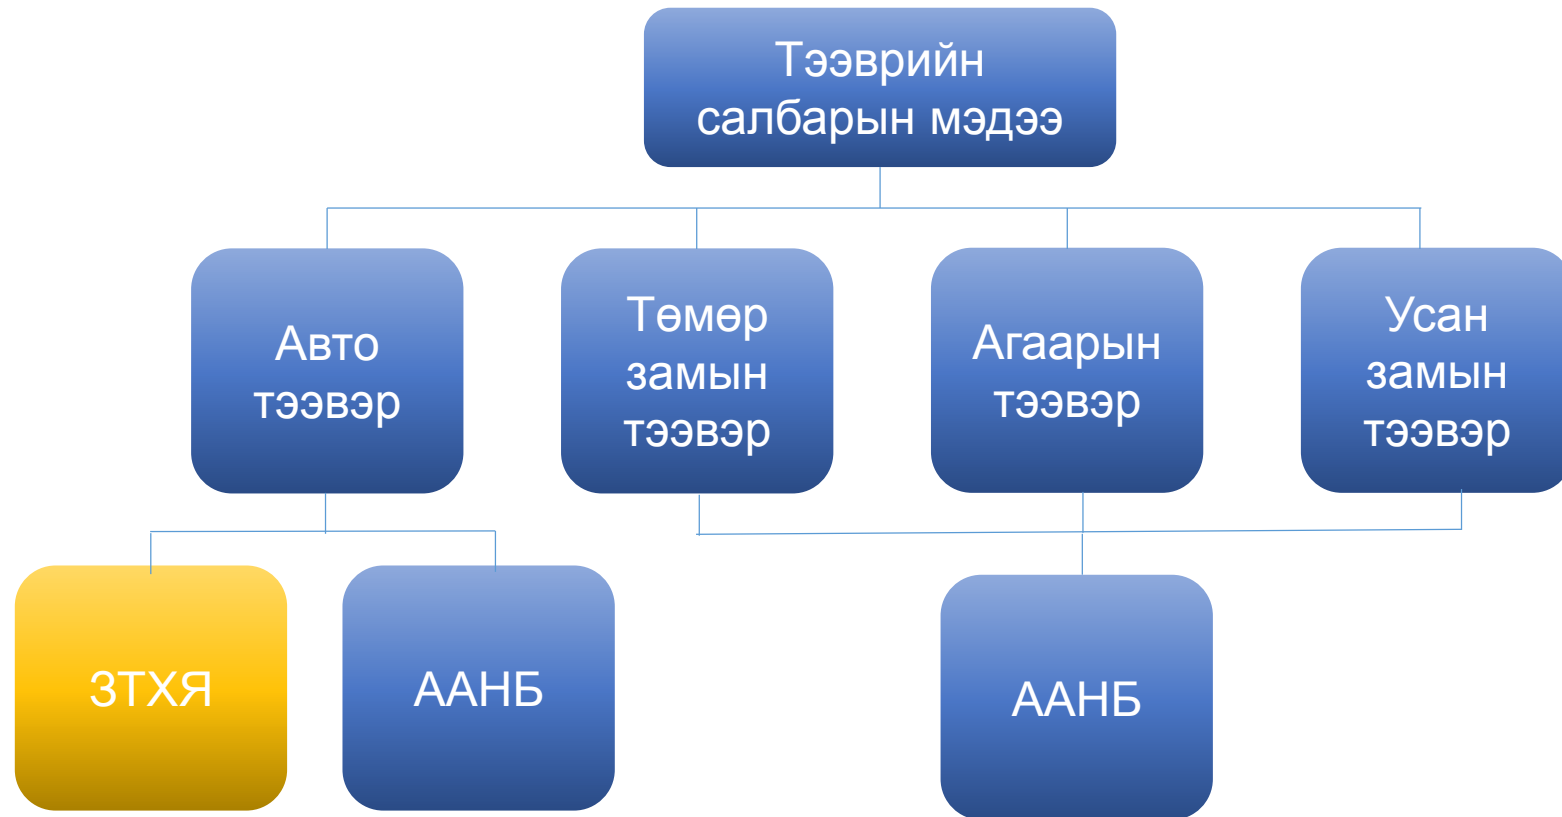 Тээврийн
салбарын мэдээ
Авто
тээвэр
Төмөр
замын
тээвэр
Агаарын
тээвэр
Усан
замын
тээвэр
ЗТХЯ
ААНБ
ААНБ